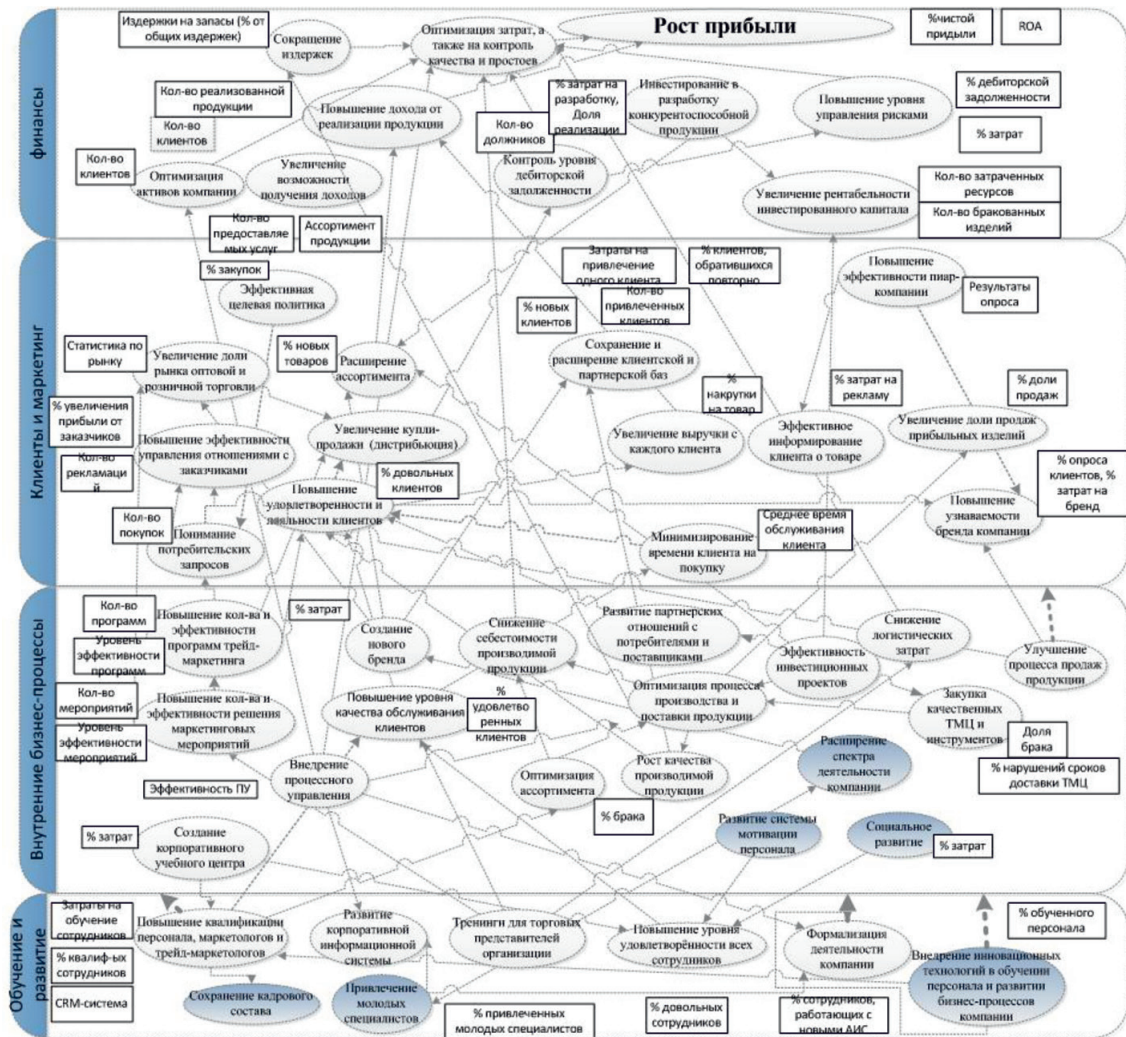 финансы
Издержки на запасы (% от
общих издержек)
Сокращение
издержек
Оптимизация затрат, а
также на контроль
качества и простоев
Рост прибыли
%чистой
придыли
ROA
Кол-во реализованной
продукции
Кол-во
клиентов
Повышение дохода от
реализации продукции
% затрат на
разработку,
Доля
реализации
Кол-во
должников
Инвестирование в
разработку
конкурентоспособной
продукции
Повышение уровня
управления рисками
% дебиторской
задолженности
% затрат
Кол-во
клиентов
Оптимизация
активов компании
Увеличение
возможности
получения доходов
Контроль уровня
дебиторской
задолженности
Увеличение рентабельности
инвестированного капитала
Кол-во затраченных
ресурсов
Кол-во бракованных
изделий
Кол-во
предоставляе
мых услуг
Ассортимент
продукции
Клиенты и маркетинг
% закупок
Эффективная
целевая политика
Затраты на
привлечение
одного клиента
% клиентов,
обратившихся
повторно
Кол-во
привлеченных
клиентов
% новых
клиентов
Повышение
эффективности пиар-
компании
Результаты
опроса
Статистика по
рынку
Увеличение доли
рынка оптовой и
розничной торговли
% новых
товаров
Расширение
ассортимента
Сохранение и
расширение клиентской и
партнерской баз
%
накрутки
на товар
% затрат на
рекламу
% доли
продаж
% увеличения
прибыли от
заказчиков
Кол-во
рекламаци
й
Повышение эффективности
управления отношениями с
заказчиками
Увеличение купли-
продажи (дистрибьюция)
Увеличение выручки с
каждого клиента
Эффективное
информирование
клиента о товаре
Увеличение доли продаж
прибыльных изделий
% довольных
клиентов
Повышение
удовлетворенности и
лояльности клиентов
% опроса
клиентов, %
затрат на
бренд
Кол-во
покупок
Понимание
потребительских
запросов
Среднее время
обслуживания
клиента
Минимизирование
времени клиента на
покупку
Повышение
узнаваемости
бренда компании
Внутренние бизнес-процессы
Кол-во
программ
Уровень
эффективности
программ
Повышение кол-ва и
эффективности
программ трейд-
маркетинга
% затрат
Создание
нового
бренда
Снижение
себестоимости
производимой
продукции
Развитие партнерских
отношений с
потребителями и
поставщиками
Эффективность
инвестиционных
проектов
Снижение
логистических
затрат
Улучшение
процесса продаж
продукции
Кол-во
мероприятий
Уровень
эффективности
мероприятий
Повышение кол-ва и
эффективности решения
маркетинговых
мероприятий
Повышение уровня
качества обслуживания
клиентов
%
удовлетво
ренных
клиентов
Оптимизация процесса
производства и
поставки продукции
Закупка
качественных
ТМЦ и
инструментов
Доля
брака
% нарушений сроков
доставки ТМЦ
Эффективность ПУ
Внедрение
процессного
управления
Оптимизация
ассортимента
Рост качества
производимой
продукции
Расширение
спектра
деятельности
компании
% брака
% затрат
Создание
корпоративного
учебного центра
Развитие системы
мотивации
персонала
Социальное
развитие
% затрат
Обучение и
развитие
Затраты на
обучение
сотрудников
% квалиф-ых
сотрудников
CRM-система
Повышение квалификации
персонала, маркетологов и
трейд-маркетологов
Развитие
корпоративной
информационной
системы
Тренинги для торговых
представителей
организации
Повышение уровня
удовлетворённости всех
сотрудников
Формализация
деятельности
компании
% обученного
персонала
Внедрение инновационных
технологий в обучении
персонала и развитии
бизнес-процессов
компании
Сохранение кадрового
состава
Привлечение
молодых
специалистов
% привлеченных
молодых специалистов
% довольных
сотрудников
% сотрудников,
работающих с
новыми АИС